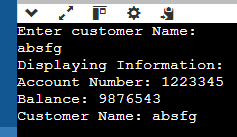 Enter customer Name:
absfg
Displaying Information:
Account Number: 1223345
Balance: 9876543
Customer Name: absfg